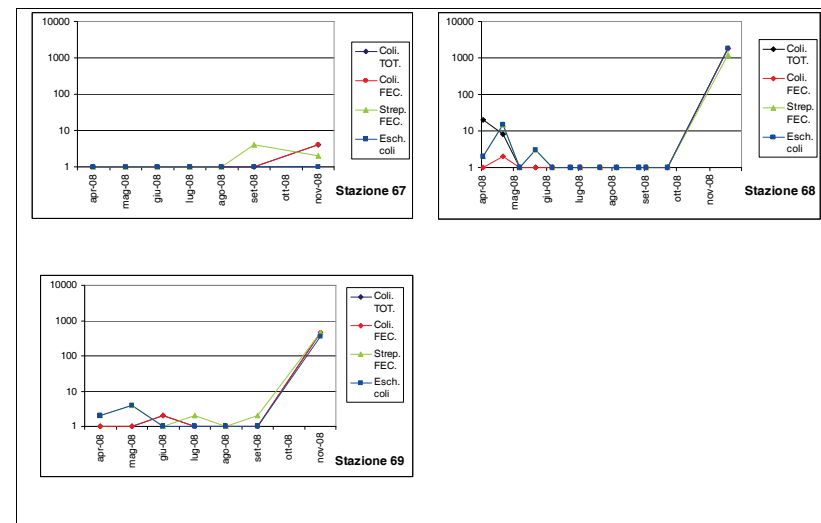 10000
1000
100
10
1
apr-08
mag-08
giu-08
lug-08
ago-08
set-08
ott-08
nov-08
Coli.
TOT.
Coli.
FEC.
Strep.
FEC.
Esch.
coli
Stazione 67
10000
1000
100
10
1
apr-08
mag-08
giu-08
lug-08
ago-08
set-08
ott-08
nov-08
Coli.
TOT.
Coli.
FEC.
Strep.
FEC.
Esch.
coli
Stazione 68
10000
1000
100
10
1
apr-08
mag-08
giu-08
lug-08
ago-08
set-08
ott-08
nov-08
Coli.
TOT.
Coli.
FEC.
Strep.
FEC.
Esch.
coli
Stazione 69